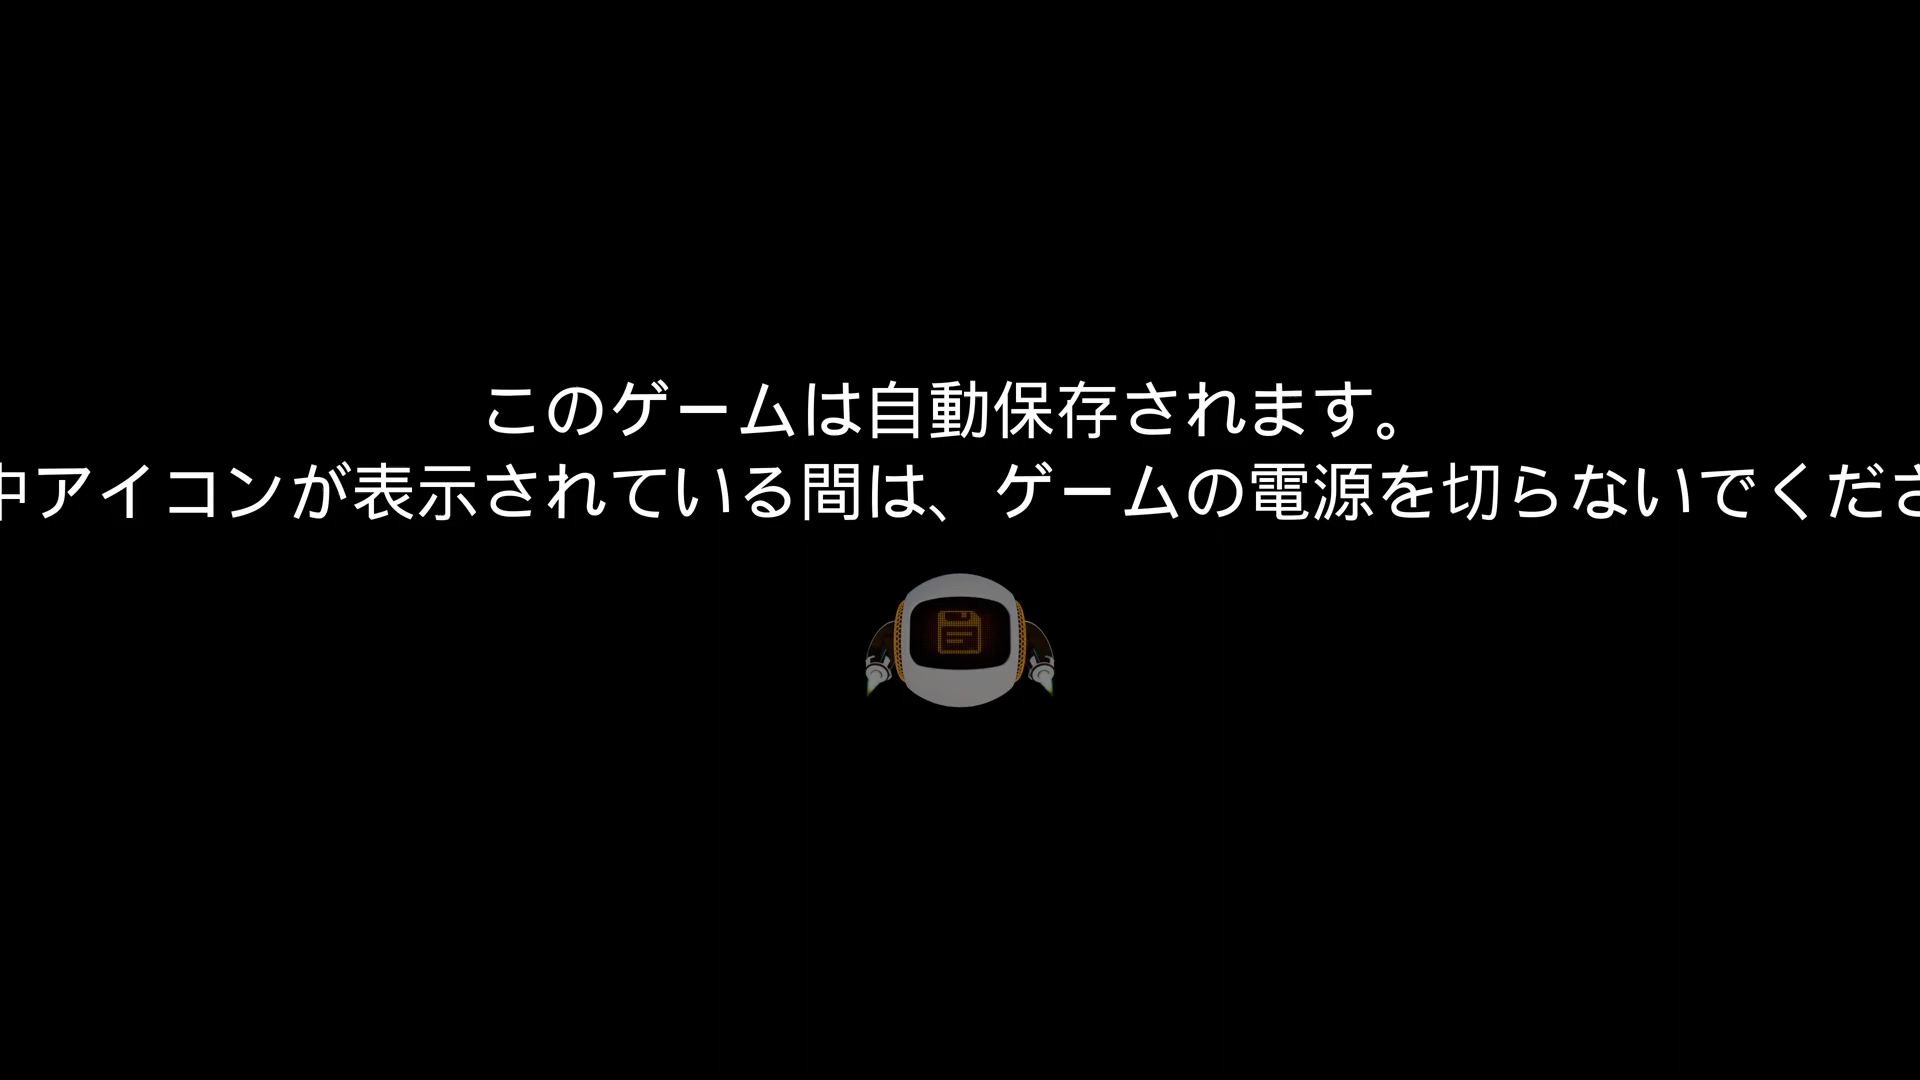 このゲームは自動保存されます。
中アイコンが表示されている間は、ゲームの電源を切らないでくださ